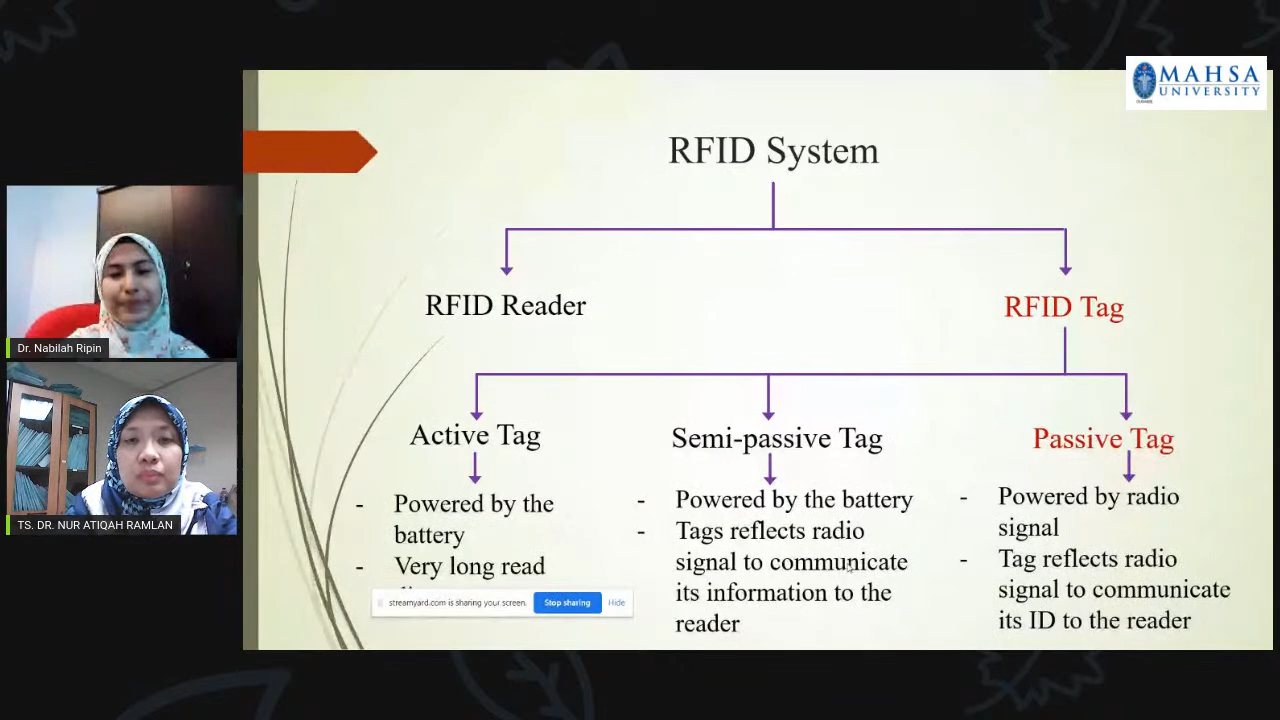 MAHSA
UNIVERSITY
RFID System
RFID Reader
RFID Tag
Active Tag
Semi-passive Tag
Passive Tag
- Powered by the
battery
- Very long read
- Powered by the battery
- Tags reflects radio
signal to communicate
its information to the
reader
- Powered by radio
signal
- Tag reflects radio
signal to communicate
its ID to the reader
streamyard.com is sharing your screen. Stop sharing Hide
Dr. Nabilah Ripin
TS. DR. NUR ATIQAH RAMLAN